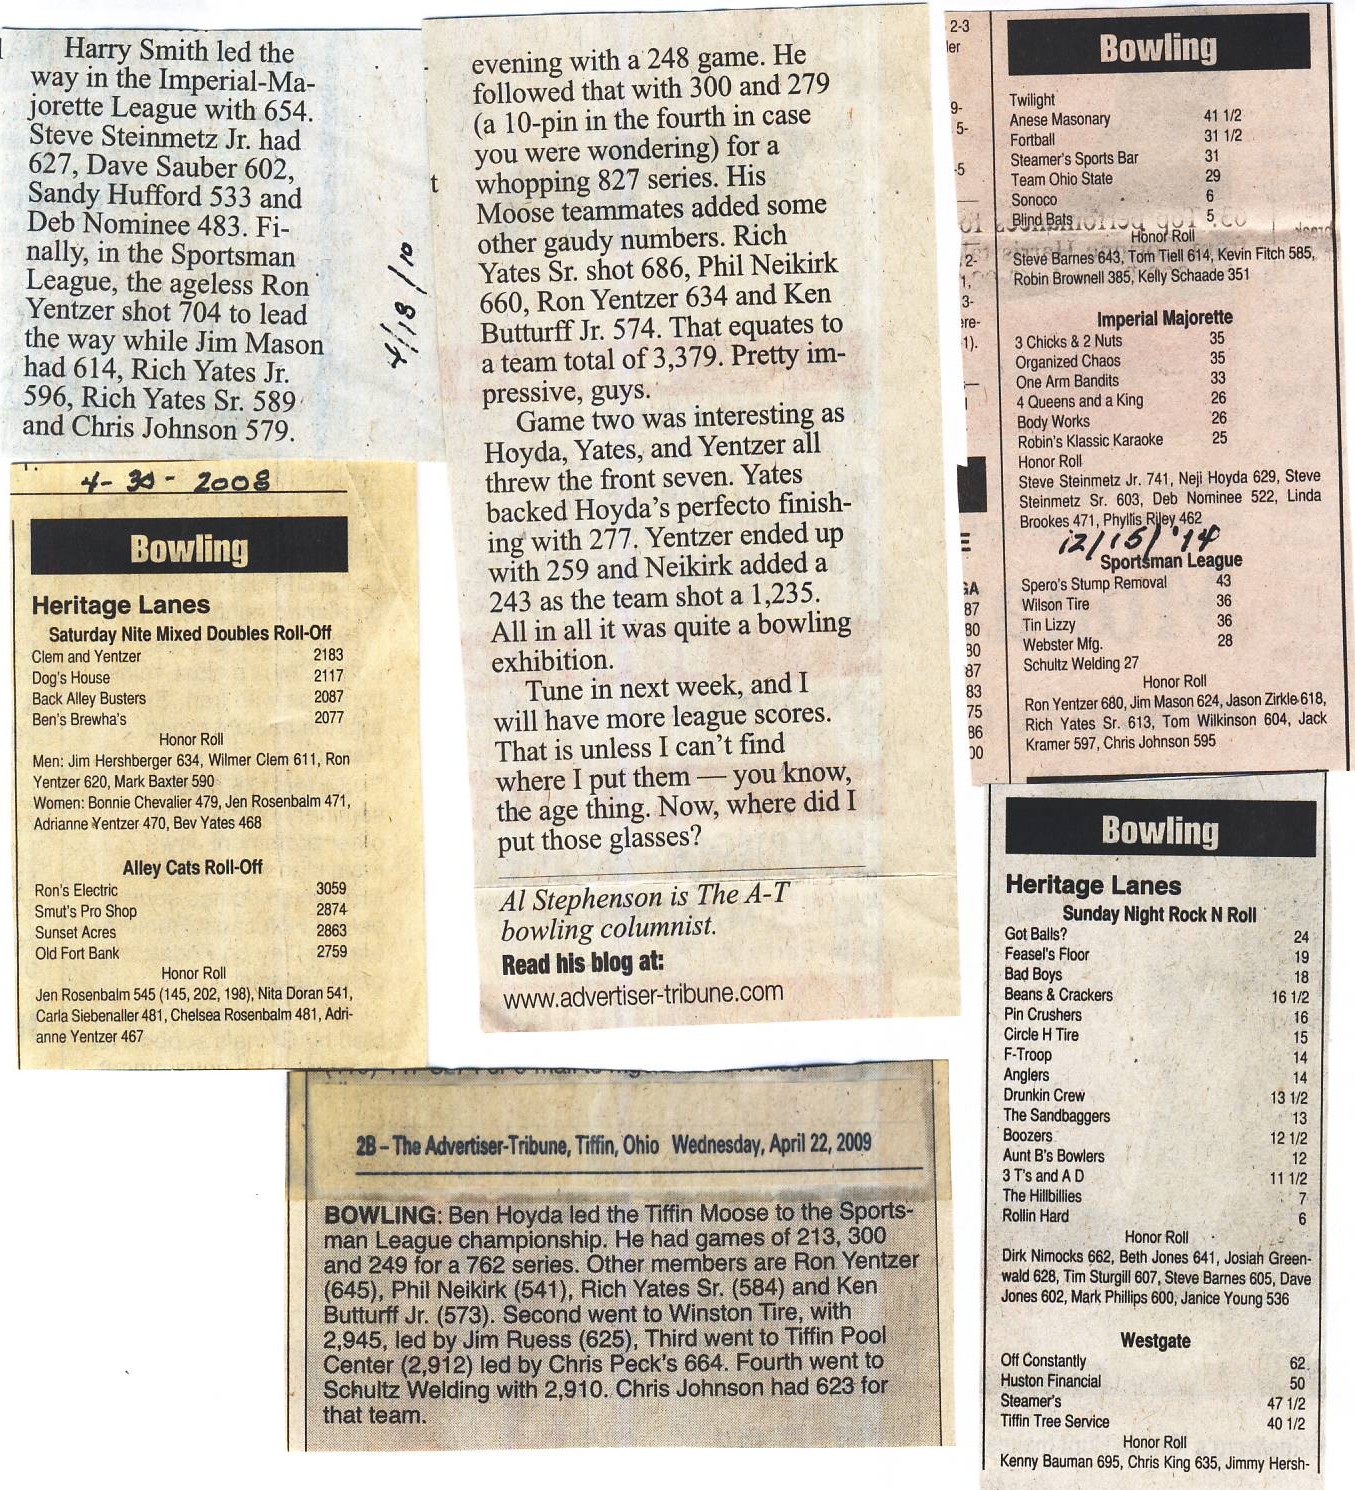 Harry Smith led the
way in the Imperial-Ma-
jorette League with 654.
Steve Steinmetz Jr. had
627, Dave Sauber 602,
Sandy Hufford 533 and
Deb Nominee 483. Fi-
nally, in the Sportsman
League, the ageless Ron
Yentzer shot 704 to lead
the way while Jim Mason
had 614, Rich Yates Jr.
596, Rich Yates Sr. 589
and Chris Johnson 579.
4/18/10
4-30-2008
Bowling
Heritage Lanes
Saturday Nite Mixed Doubles Roll-Off
Clem and Yentzer 2183
Dog's House 2117
Back Alley Busters 2087
Ben's Brewha's 2077
Honor Roll
Men: Jim Hershberger 634, Wilmer Clem 611, Ron
Yentzer 620, Mark Baxter 590
Women: Bonnie Chevalier 479, Jen Rosenbalm 471,
Adrianne Yentzer 470, Bev Yates 468
Alley Cats Roll-Off
Ron's Electric 3059
Smut's Pro Shop 2874
Sunset Acres 2863
Old Fort Bank 2759
Honor Roll
Jen Rosenbalm 545 (145, 202, 198), Nita Doran 541,
Carla Siebenaller 481, Chelsea Rosenbalm 481, Adri-
anne Yentzer 467
t
evening with a 248 game. He
followed that with 300 and 279
(a 10-pin in the fourth in case
you were wondering) for a
whopping 827 series. His
Moose teammates added some
other gaudy numbers. Rich
Yates Sr. shot 686, Phil Neikirk
660, Ron Yentzer 634 and Ken
Butturff Jr. 574. That equates to
a team total of 3,379. Pretty im-
pressive, guys.
Game two was interesting as
Hoyda, Yates, and Yentzer all
threw the front seven. Yates
backed Hoyda's perfecto finish-
ing with 277. Yentzer ended up
with 259 and Neikirk added a
243 as the team shot a 1,235.
All in all it was quite a bowling
exhibition.
Tune in next week, and I
will have more league scores.
That is unless I can't find
where I put them — you know,
the age thing. Now, where did I
put those glasses?
Al Stephenson is The A-T
bowling columnist.
Read his blog at:
www.advertiser-tribune.com
2B – The Advertiser-Tribune, Tiffin, Ohio Wednesday, April 22, 2009
BOWLING: Ben Hoyda led the Tiffin Moose to the Sports-
man League championship. He had games of 213, 300
and 249 for a 762 series. Other members are Ron Yentzer
(645), Phil Neikirk (541), Rich Yates Sr. (584) and Ken
Butturff Jr. (573). Second went to Winston Tire, with
2,945, led by Jim Ruess (625), Third went to Tiffin Pool
Center (2,912) led by Chris Peck's 664. Fourth went to
Schultz Welding with 2,910. Chris Johnson had 623 for
that team.
2-3
ler
9-
5-
-5
2-
1,
3-
ere-
1).
E
GA
87
80
80
87
83
75
86
00
Bowling
Twilight
Anese Masonary 41 1/2
Fortball 31 1/2
Steamer's Sports Bar 31
Team Ohio State 29
Sonoco 6
Blind Bats 5
Honor Roll
Steve Barnes 643, Tom Tiell 614, Kevin Fitch 585,
Robin Brownell 385, Kelly Schaade 351
Imperial Majorette
3 Chicks & 2 Nuts 35
Organized Chaos 35
One Arm Bandits 33
4 Queens and a King 26
Body Works 26
Robin's Klassic Karaoke 25
Honor Roll
Steve Steinmetz Jr. 741, Neji Hoyda 629, Steve
Steinmetz Sr. 603, Deb Nominee 522, Linda
Brookes 471, Phyllis Riley 462
12/15/'14
Sportsman League
Spero's Stump Removal 43
Wilson Tire 36
Tin Lizzy 36
Webster Mfg. 28
Schultz Welding 27
Honor Roll
Ron Yentzer 680, Jim Mason 624, Jason Zirkle 618,
Rich Yates Sr. 613, Tom Wilkinson 604, Jack
Kramer 597, Chris Johnson 595
Bowling
Heritage Lanes
Sunday Night Rock N Roll
Got Balls? 24
Feasel's Floor 19
Bad Boys 18
Beans & Crackers 16 1/2
Pin Crushers 16
Circle H Tire 15
F-Troop 14
Anglers 14
Drunkin Crew 13 1/2
The Sandbaggers 13
Boozers 12 1/2
Aunt B's Bowlers 12
3 T's and A D 11 1/2
The Hillbillies 7
Rollin Hard 6
Honor Roll
Dirk Nimocks 662, Beth Jones 641, Josiah Green-
wald 628, Tim Sturgill 607, Steve Barnes 605, Dave
Jones 602, Mark Phillips 600, Janice Young 536
Westgate
Off Constantly 62
Huston Financial 50
Steamer's 47 1/2
Tiffin Tree Service 40 1/2
Honor Roll
Kenny Bauman 695, Chris King 635, Jimmy Hersh-